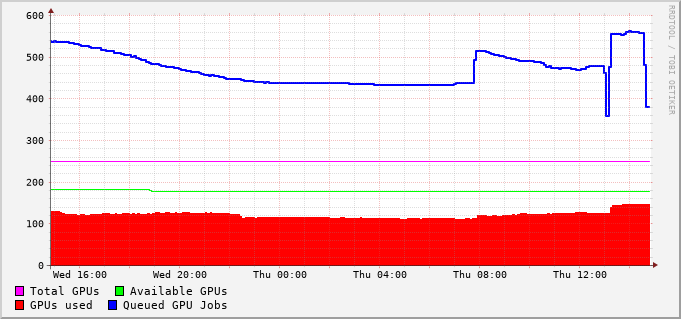 600
500
400
300
200
100
0
Wed 16:00 Wed 20:00 Thu 00:00 Thu 04:00 Thu 08:00 Thu 12:00
Total GPUs Available GPUs
GPUs used Queued GPU Jobs
RRDTOOL / TOBI OETIKER